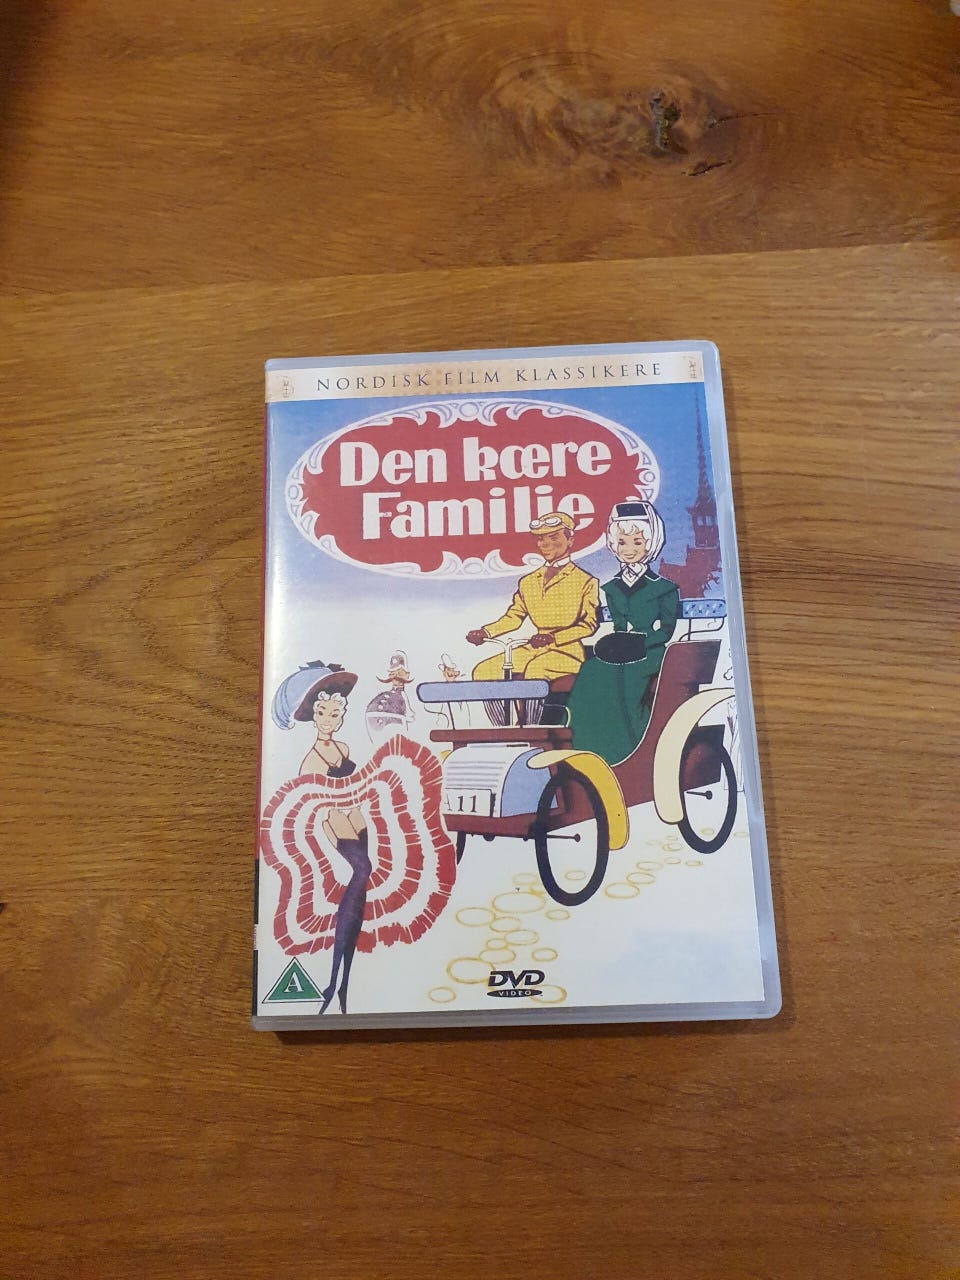 NORDISK FILM KLASSIKERE
Den kære
Familie
A11
A
DVD
VIDEO